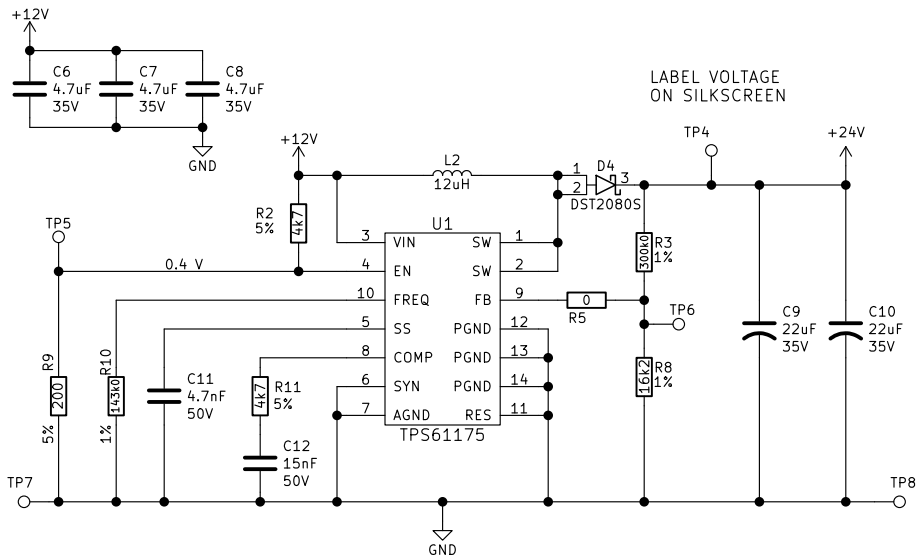 +12V
C6
4.7uF
35V
C7
4.7uF
35V
C8
4.7uF
35V
GND
LABEL VOLTAGE
ON SILKSCREEN
TP4
+24V
+12V
L2
12uH
1
2
D4
3
DST2080S
TP5
R2
5%
4k7
U1
3
VIN
SW
1
0.4 V
4
EN
SW
2
10
FREQ
FB
9
5
SS
PGND
12
8
COMP
PGND
13
6
SYN
PGND
14
7
AGND
RES
11
TPS61175
0
R5
300k0
R3
1%
TP6
16k2
R8
1%
C9
22uF
35V
C10
22uF
35V
R9
200
5%
R10
143k0
1%
C11
4.7nF
50V
4k7
R11
5%
C12
15nF
50V
TP7
TP8
GND